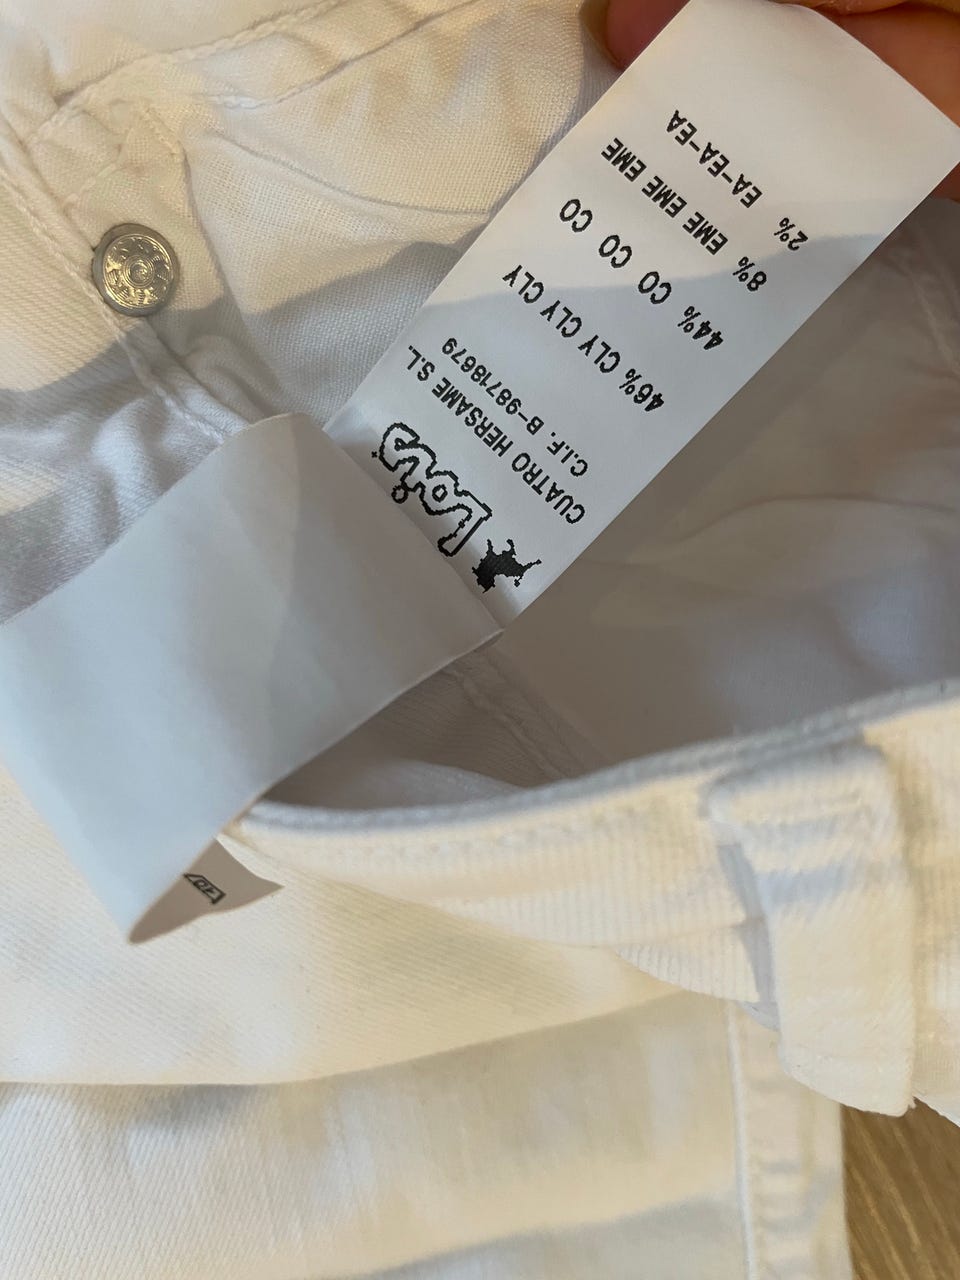 Lois
CUATRO HERSAME S.L.
C.I.F. B-98718679
46% CLY CLY CLY
44% CO CO CO
8% EME EME EME
2% EA-EA-EA
40